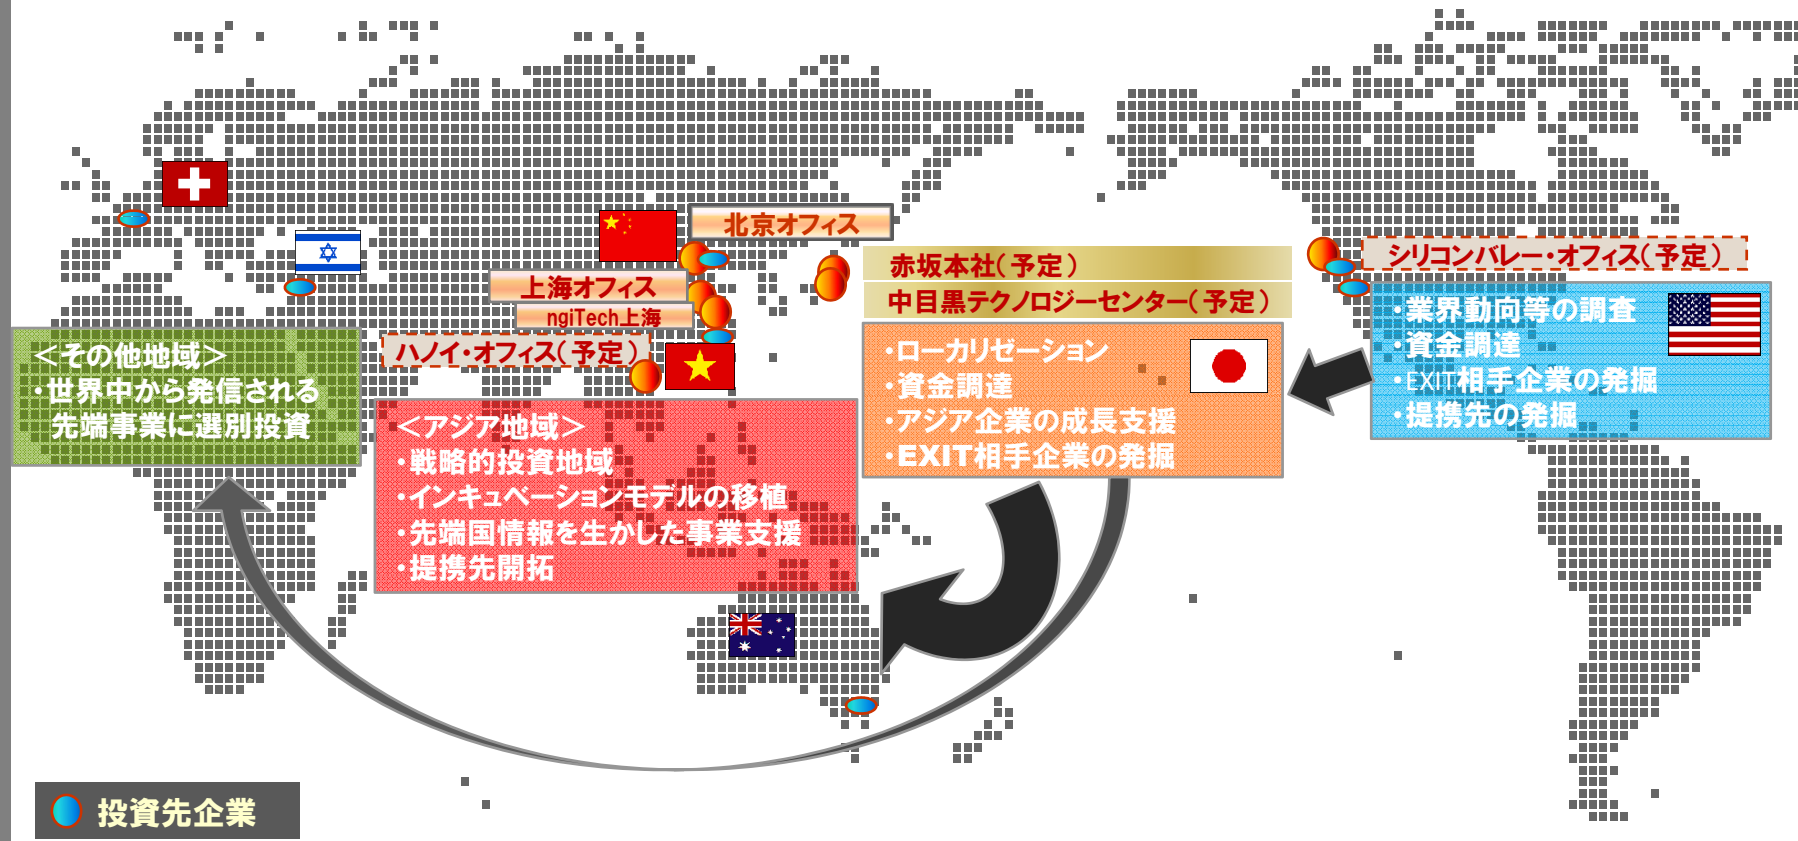 北京オフィス
上海オフィス
ngiTech上海
ハノイ・オフィス(予定)
赤坂本社(予定)
中目黒テクノロジーセンター(予定)
シリコンバレー・オフィス(予定)
・業界動向等の調査
・資金調達
・EXIT相手企業の発掘
・提携先の発掘
・ローカリゼーション
・資金調達
・アジア企業の成長支援
・EXIT相手企業の発掘
＜その他地域＞
・世界中から発信される
先端事業に選別投資
＜アジア地域＞
・戦略的投資地域
・インキュベーションモデルの移植
・先端国情報を生かした事業支援
・提携先開拓
投資先企業